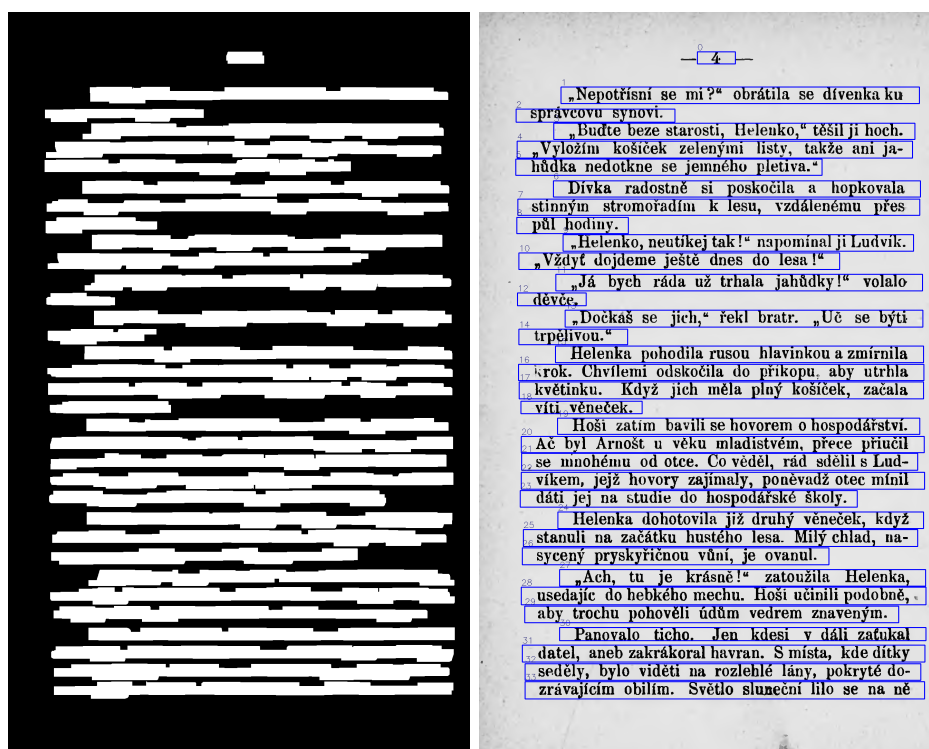 — 4 —
„Nepotřísní se mi?“ obrátila se dívenka ku
správcovu synovi.
„Buďte beze starosti, Helenko,“ těšil ji hoch.
„Vyložím košíček zelenými listy, takže ani ja-
hůdka nedotkne se jemného pletiva.“
Dívka radostně si poskočila a hopkovala
stinným stromořadím k lesu, vzdálenému přes
půl hodiny.
„Helenko, neutíkej tak!“ napomínal ji Ludvík.
„Vždyť dojdeme ještě dnes do lesa!“
„Já bych ráda už trhala jahůdky!“ volalo
děvče.
„Dočkáš se jich,“ řekl bratr. „Uč se býti
trpělivou.“
Helenka pohodila rusou hlavinkou a zmírnila
krok. Chvílemi odskočila do příkopu, aby utrhla
květinku. Když jich měla plný košíček, začala
víti věneček.
Hoši zatím bavili se hovorem o hospodářství.
Ač byl Arnošt u věku mladistvém, přece přiučil
se mnohému od otce. Co věděl, rád sdělil s Lud-
víkem, jejž hovory zajímaly, poněvadž otec mínil
dáti jej na studie do hospodářské školy.
Helenka dohotovila již druhý věneček, když
stanuli na začátku hustého lesa. Milý chlad, na-
sycený pryskyřičnou vůní, je ovanul.
„Ach, tu je krásně!“ zatoužila Helenka,
usedajíc do hebkého mechu. Hoši učinili podobně,
aby trochu pohověli údům vedrem znaveným.
Panovalo ticho. Jen kdesi v dáli zaťukal
datel, aneb zakrákoral havran. S místa, kde dítky
seděly, bylo viděti na rozlehlé lány, pokryté do-
zrávajícím obilím. Světlo sluneční lilo se na ně